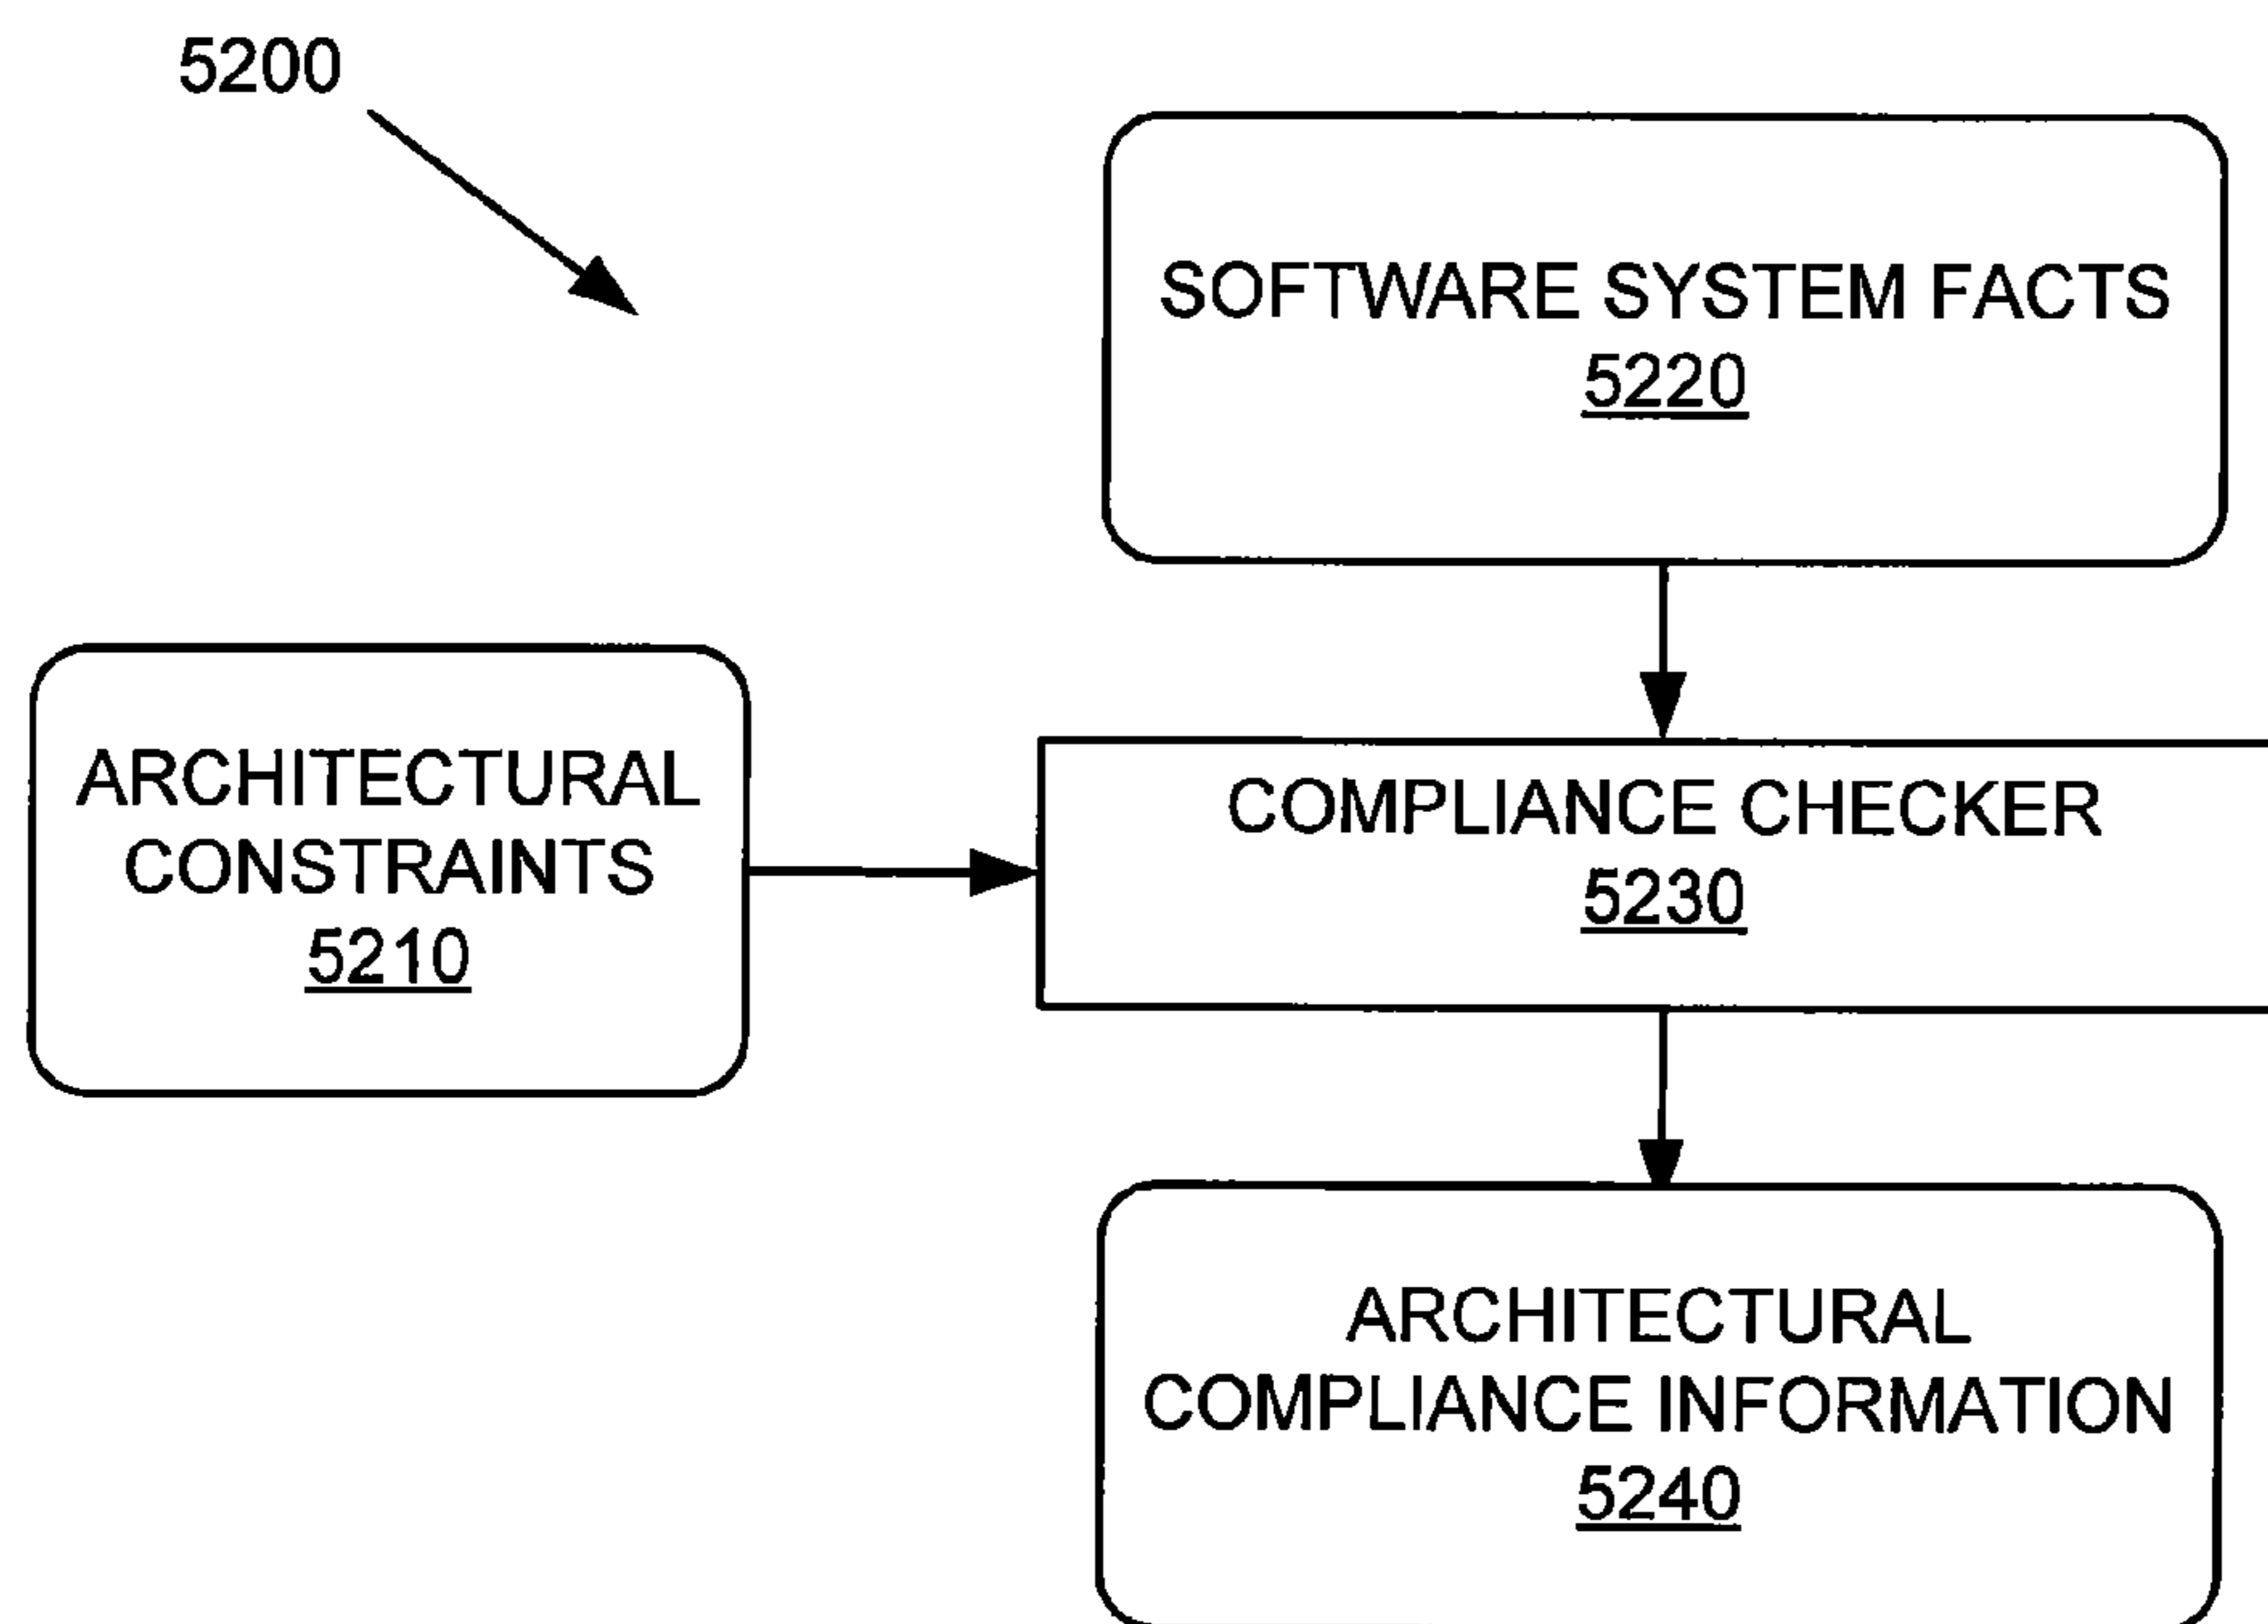 5200
SOFTWARE SYSTEM FACTS
5220
ARCHITECTURAL
CONSTRAINTS
5210
COMPLIANCE CHECKER
5230
ARCHITECTURAL
COMPLIANCE INFORMATION
5240